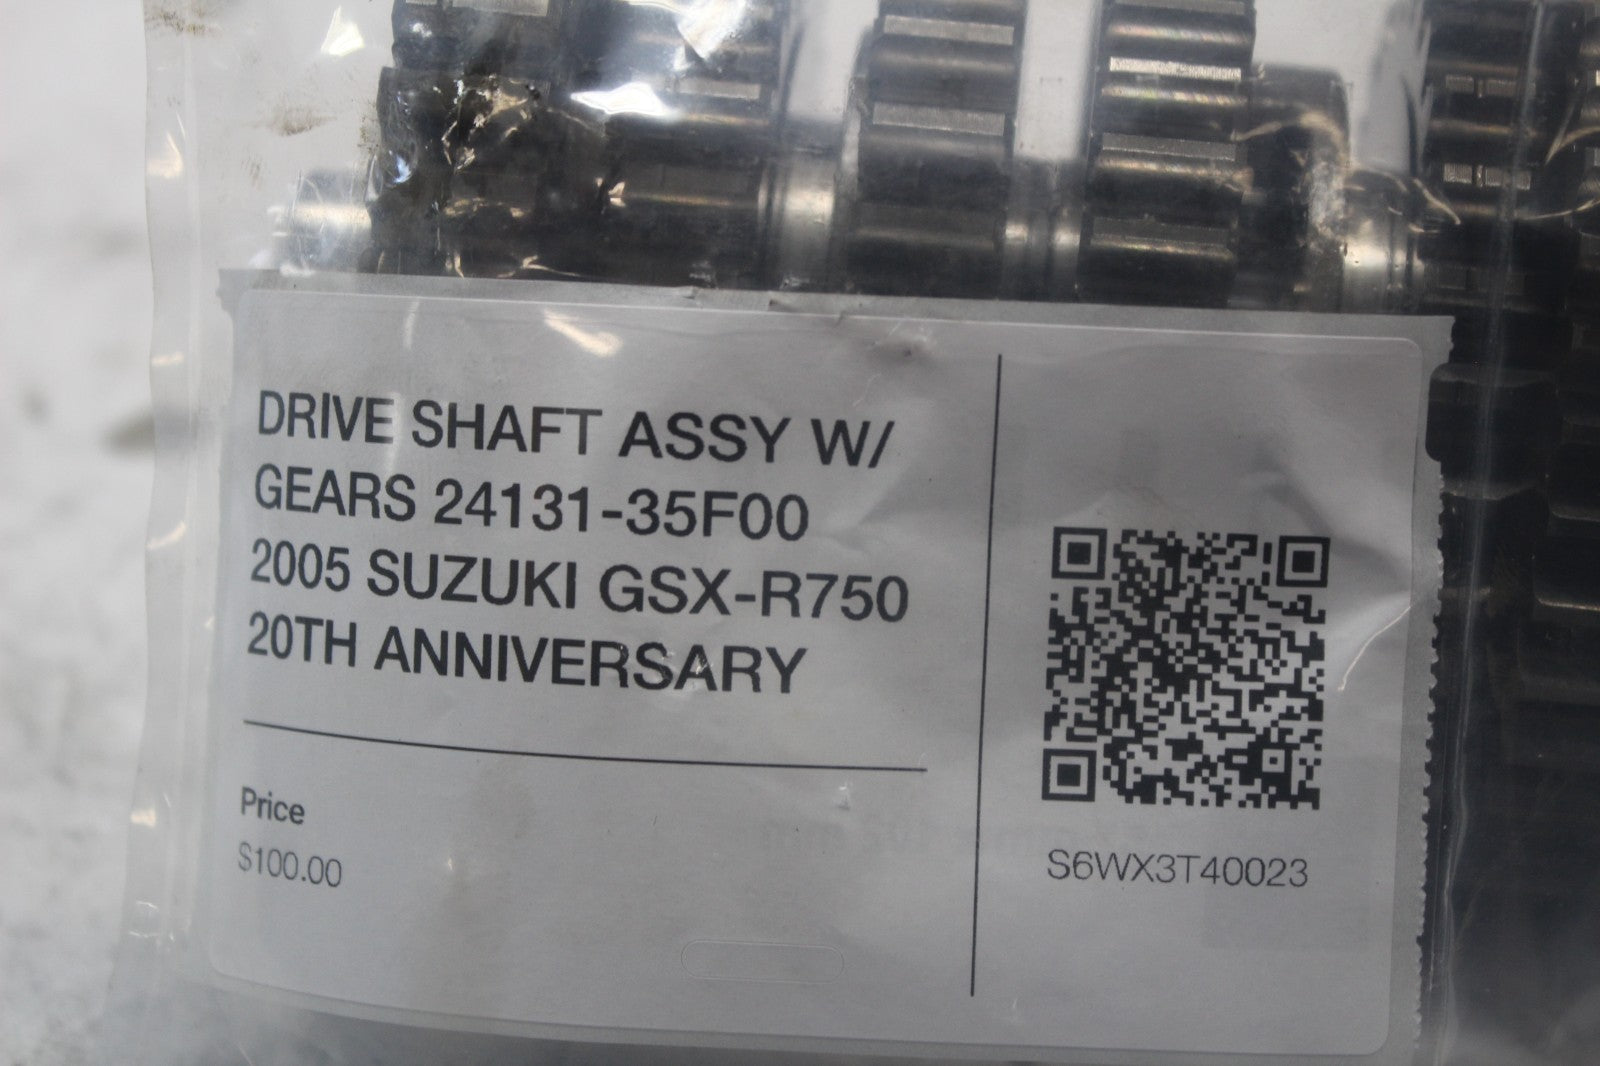 DRIVE SHAFT ASSY W/
GEARS 24131-35F00
2005 SUZUKI GSX-R750
20TH ANNIVERSARY
Price
$100.00
S6WX3T40023